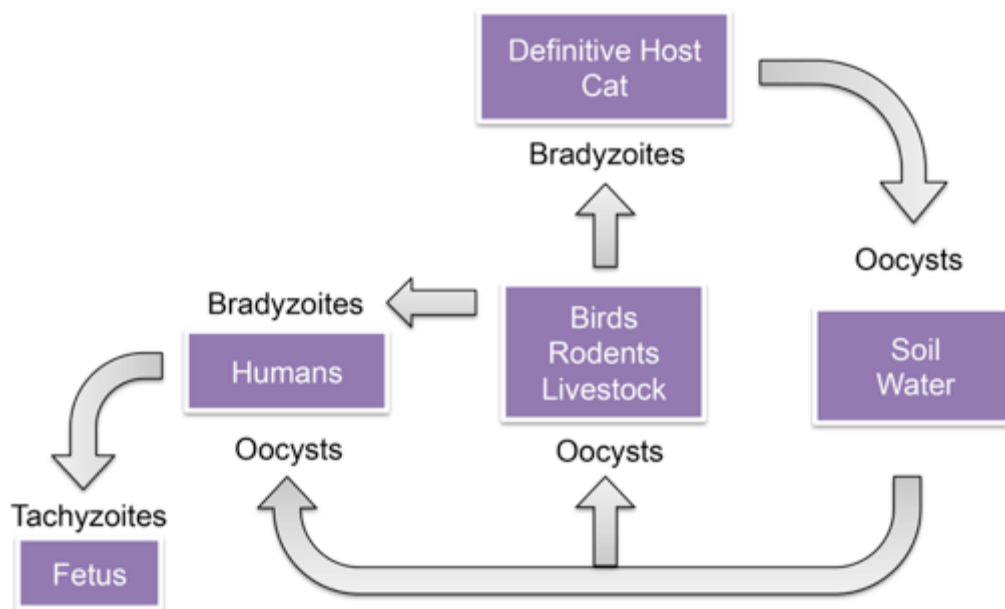 Definitive Host
Cat
Bradyzoites
Oocysts
Bradyzoites
Birds
Rodents
Livestock
Soil
Water
Humans
Oocysts
Oocysts
Tachyzoites
Fetus